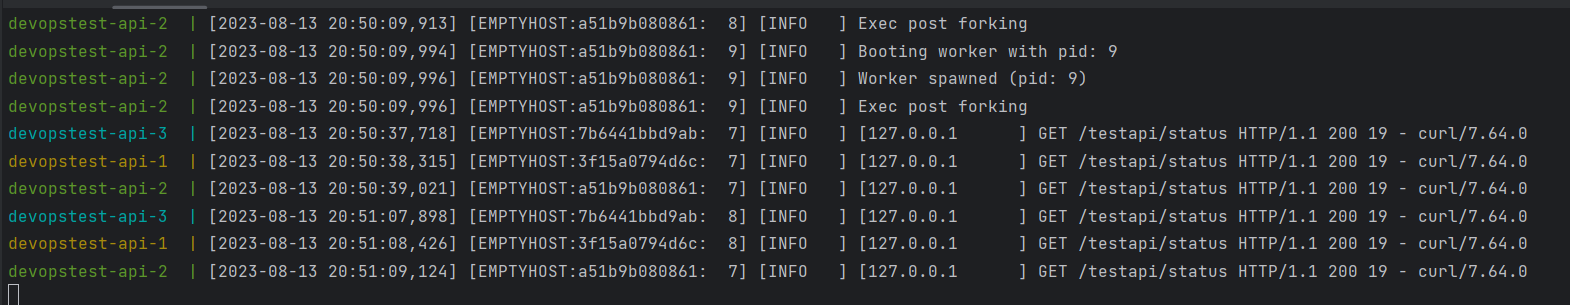 devopstest-api-2  | [2023-08-13 20:50:09,913] [EMPTYHOST:a51b9b080861:  8] [INFO   ] Exec post forking
devopstest-api-2  | [2023-08-13 20:50:09,994] [EMPTYHOST:a51b9b080861:  9] [INFO   ] Booting worker with pid: 9
devopstest-api-2  | [2023-08-13 20:50:09,996] [EMPTYHOST:a51b9b080861:  9] [INFO   ] Worker spawned (pid: 9)
devopstest-api-2  | [2023-08-13 20:50:09,996] [EMPTYHOST:a51b9b080861:  9] [INFO   ] Exec post forking
devopstest-api-3  | [2023-08-13 20:50:37,718] [EMPTYHOST:7b6441bbd9ab:  7] [INFO   ] [127.0.0.1      ] GET /testapi/status HTTP/1.1 200 19 - curl/7.64.0
devopstest-api-1  | [2023-08-13 20:50:38,315] [EMPTYHOST:3f15a0794d6c:  7] [INFO   ] [127.0.0.1      ] GET /testapi/status HTTP/1.1 200 19 - curl/7.64.0
devopstest-api-2  | [2023-08-13 20:50:39,021] [EMPTYHOST:a51b9b080861:  7] [INFO   ] [127.0.0.1      ] GET /testapi/status HTTP/1.1 200 19 - curl/7.64.0
devopstest-api-3  | [2023-08-13 20:51:07,898] [EMPTYHOST:7b6441bbd9ab:  8] [INFO   ] [127.0.0.1      ] GET /testapi/status HTTP/1.1 200 19 - curl/7.64.0
devopstest-api-1  | [2023-08-13 20:51:08,426] [EMPTYHOST:3f15a0794d6c:  8] [INFO   ] [127.0.0.1      ] GET /testapi/status HTTP/1.1 200 19 - curl/7.64.0
devopstest-api-2  | [2023-08-13 20:51:09,124] [EMPTYHOST:a51b9b080861:  7] [INFO   ] [127.0.0.1      ] GET /testapi/status HTTP/1.1 200 19 - curl/7.64.0